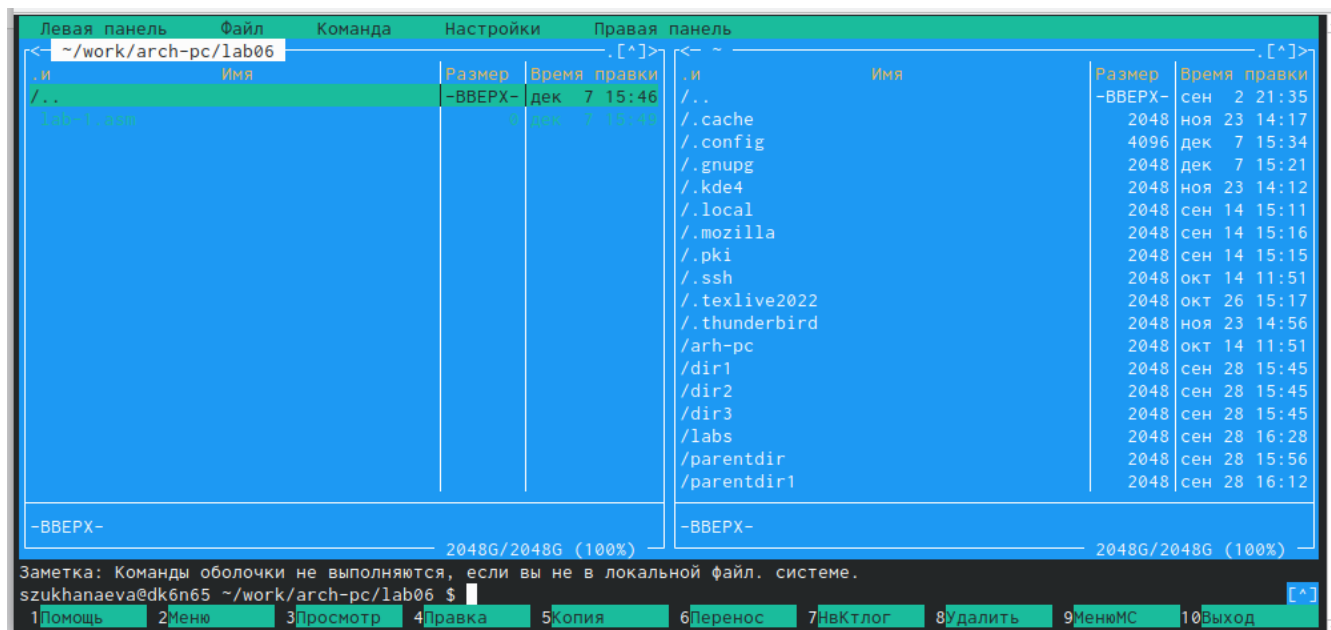 Левая панель Файл Команда Настройки Правая панель
<─ ~/work/arch-pc/lab06 ─.[^]>
.и Имя Размер Время правки
/.. -ВВЕРХ- дек 7 15:46
lab-1.asm 0 дек 7 15:49
-ВВЕРХ-
2048G/2048G (100%)
<─ ~ ─.[^]>
.и Имя Размер Время правки
/.. -ВВЕРХ- сен 2 21:35
/.cache 2048 ноя 23 14:17
/.config 4096 дек 7 15:34
/.gnupg 2048 дек 7 15:21
/.kde4 2048 ноя 23 14:12
/.local 2048 сен 14 15:11
/.mozilla 2048 сен 14 15:16
/.pki 2048 сен 14 15:15
/.ssh 2048 окт 14 11:51
/.texlive2022 2048 окт 26 15:17
/.thunderbird 2048 ноя 23 14:56
/arh-pc 2048 окт 14 11:51
/dir1 2048 сен 28 15:45
/dir2 2048 сен 28 15:45
/dir3 2048 сен 28 15:45
/labs 2048 сен 28 16:28
/parentdir 2048 сен 28 15:56
/parentdir1 2048 сен 28 16:12
-ВВЕРХ-
2048G/2048G (100%)
Заметка: Команды оболочки не выполняются, если вы не в локальной файл. системе.
szukhanaeva@dk6n65 ~/work/arch-pc/lab06 $ [^]
1Помощь 2Меню 3Просмотр 4Правка 5Копия 6Перенос 7НвКтлог 8Удалить 9МенюMC 10Выход